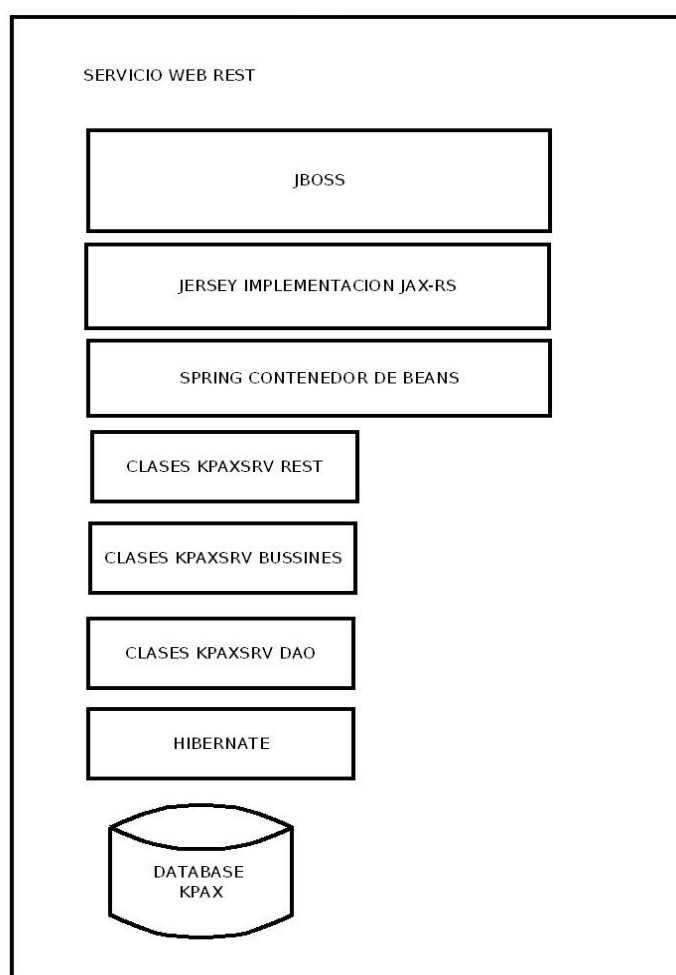 SERVICIO WEB REST
JBOSS
JERSEY IMPLEMENTACION JAX-RS
SPRING CONTENEDOR DE BEANS
CLASES KPAXSRV REST
CLASES KPAXSRV BUSSINES
CLASES KPAXSRV DAO
HIBERNATE
DATABASE
KPAX